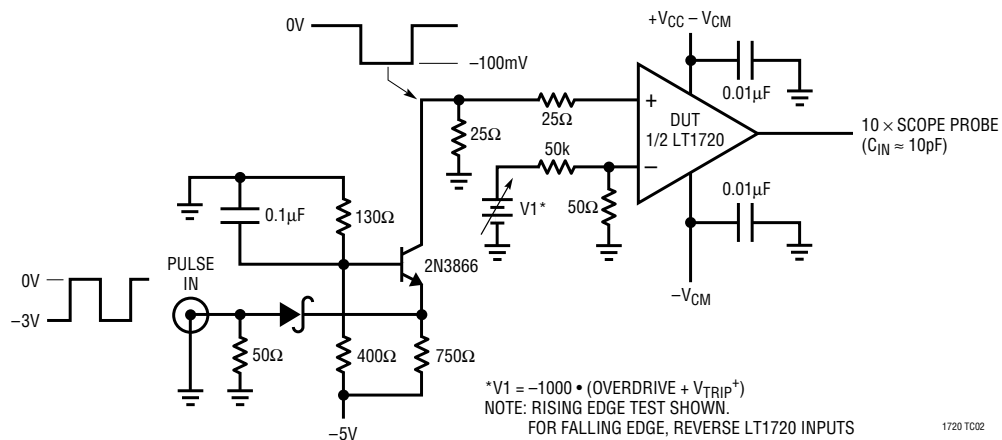 0V
–100mV
+VCC – VCM
0.01µF
25Ω
25Ω
+
DUT
1/2 LT1720
–
10 × SCOPE PROBE
(CIN ≈ 10pF)
50k
V1*
50Ω
0.01µF
–VCM
0.1µF
130Ω
2N3866
0V
–3V
PULSE
IN
50Ω
400Ω
750Ω
–5V
*V1 = –1000 • (OVERDRIVE + VTRIP+)
NOTE: RISING EDGE TEST SHOWN.
FOR FALLING EDGE, REVERSE LT1720 INPUTS
1720 TC02